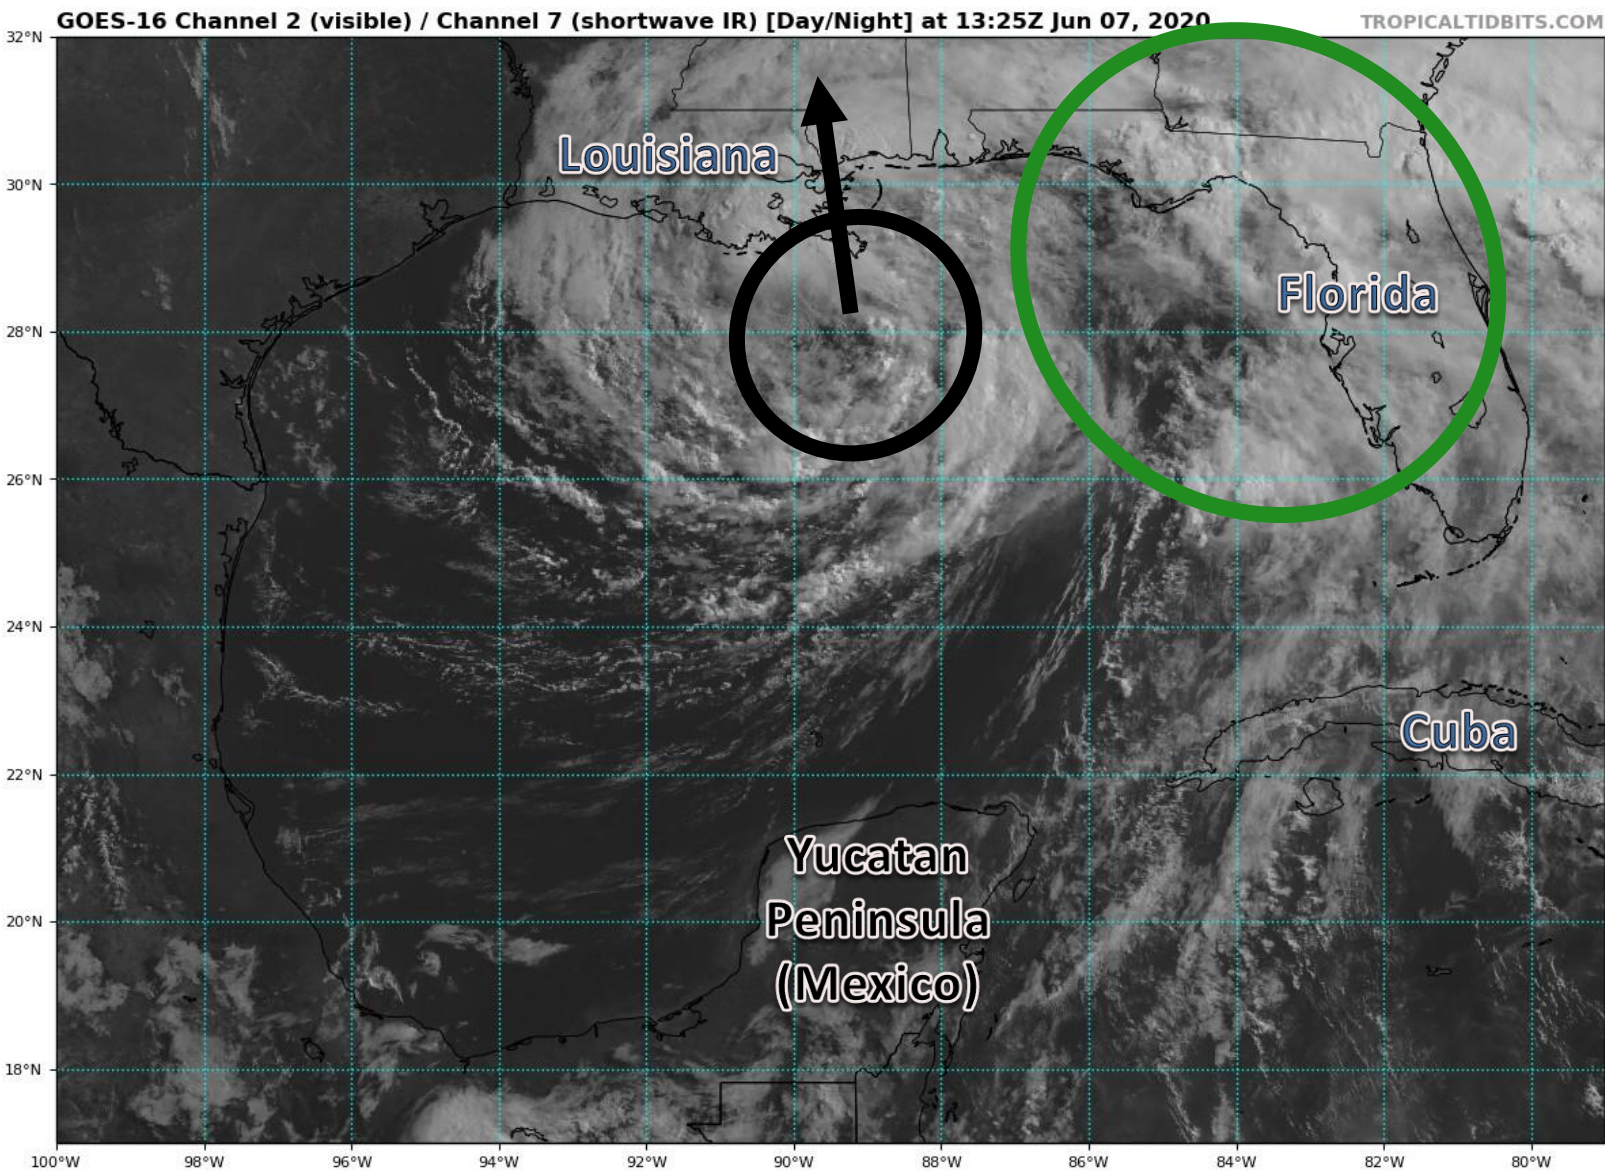 GOES-16 Channel 2 (visible) / Channel 7 (shortwave IR) [Day/Night] at 13:25Z Jun 07, 2020
TROPICALTIDBITS.COM
32°N
30°N
28°N
26°N
24°N
22°N
20°N
18°N
Louisiana
Florida
Cuba
Yucatan
Peninsula
(Mexico)
100°W 98°W 96°W 94°W 92°W 90°W 88°W 86°W 84°W 82°W 80°W